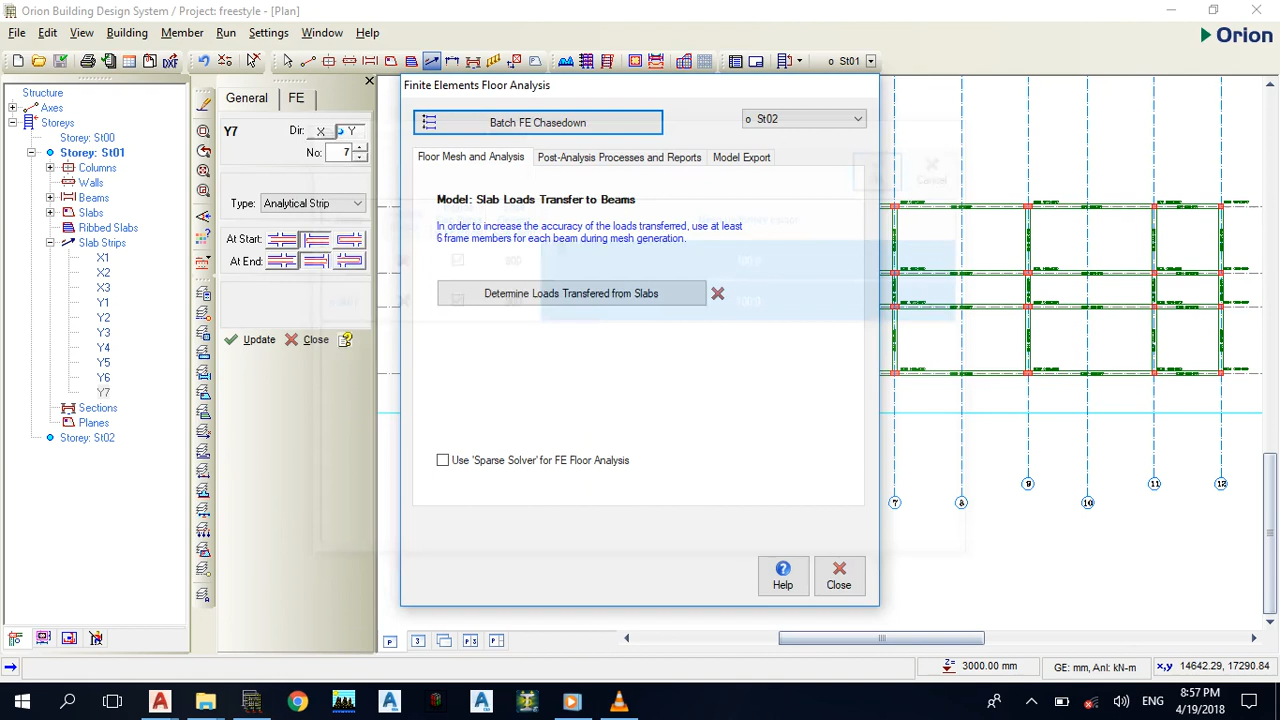 Orion Building Design System / Project: freestyle - [Plan]
File Edit View Building Member Run Settings Window Help
Orion
DXF
St01
Structure
Axes
Storeys
Storey: St00
Storey: St01
Columns
Walls
Beams
Slabs
Ribbed Slabs
Slab Strips
X1
X2
X3
Y1
Y2
Y3
Y4
Y5
Y6
Y7
Sections
Planes
Storey: St02
General FE
Y7 Dir: X Y
No: 7
Type: Analytical Strip
At Start:
At End:
Update Close
Finite Elements Floor Analysis
Batch FE Chasedown
St02
Floor Mesh and Analysis Post-Analysis Processes and Reports Model Export
Cancel
Model: Slab Loads Transfer to Beams
In order to increase the accuracy of the loads transferred, use at least
6 frame members for each beam during mesh generation.
Determine Loads Transfered from Slabs
Use 'Sparse Solver' for FE Floor Analysis
Help Close
7 8 9 10 11 12
Z= 3000.00 mm GE: mm, Anl: kN-m x,y 14642.29, 17290.84
ENG 8:57 PM
4/19/2018